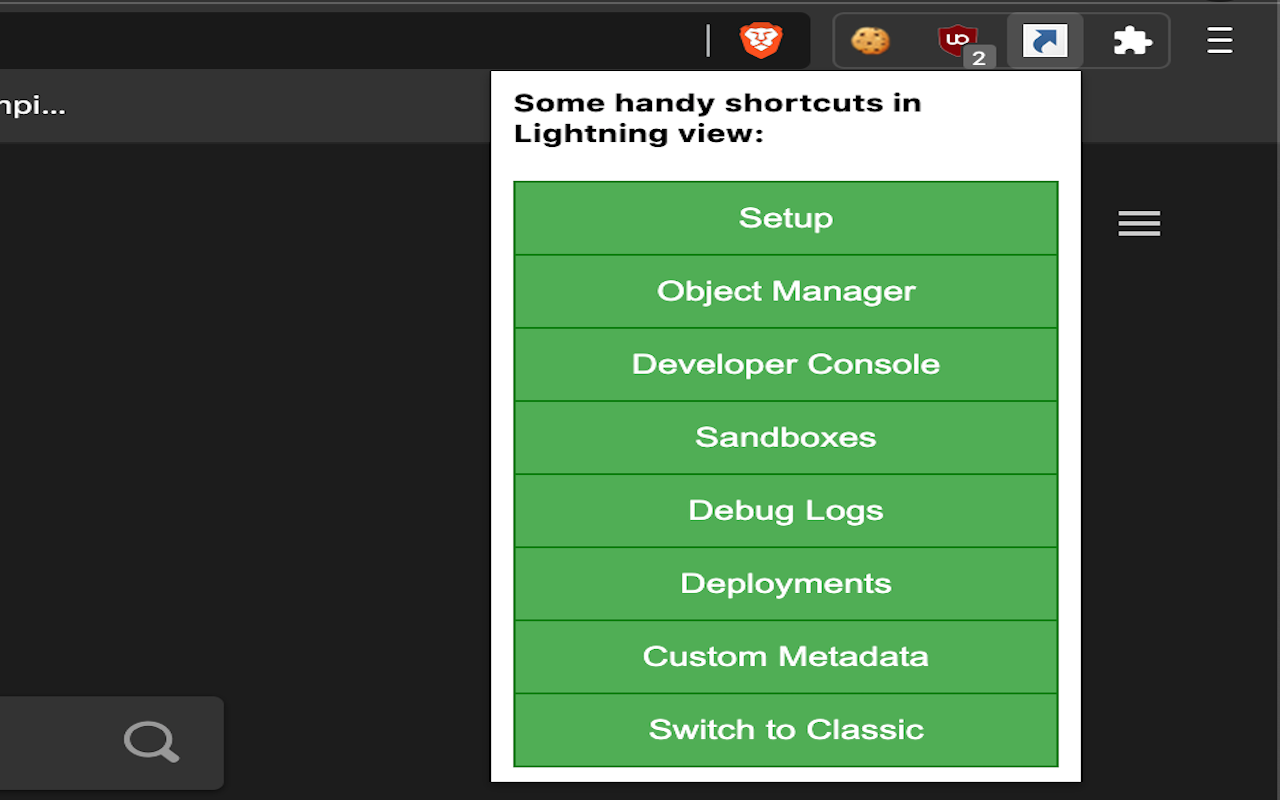 2
npi...
Some handy shortcuts in
Lightning view:
Setup
Object Manager
Developer Console
Sandboxes
Debug Logs
Deployments
Custom Metadata
Switch to Classic